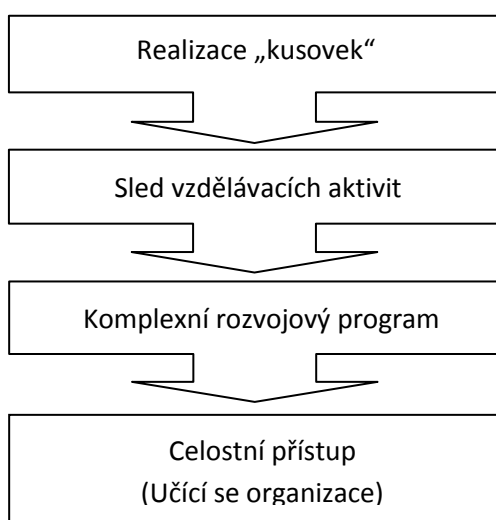 Realizace „kusovek“
Sled vzdělávacích aktivit
Komplexní rozvojový program
Celostní přístup
(Učící se organizace)